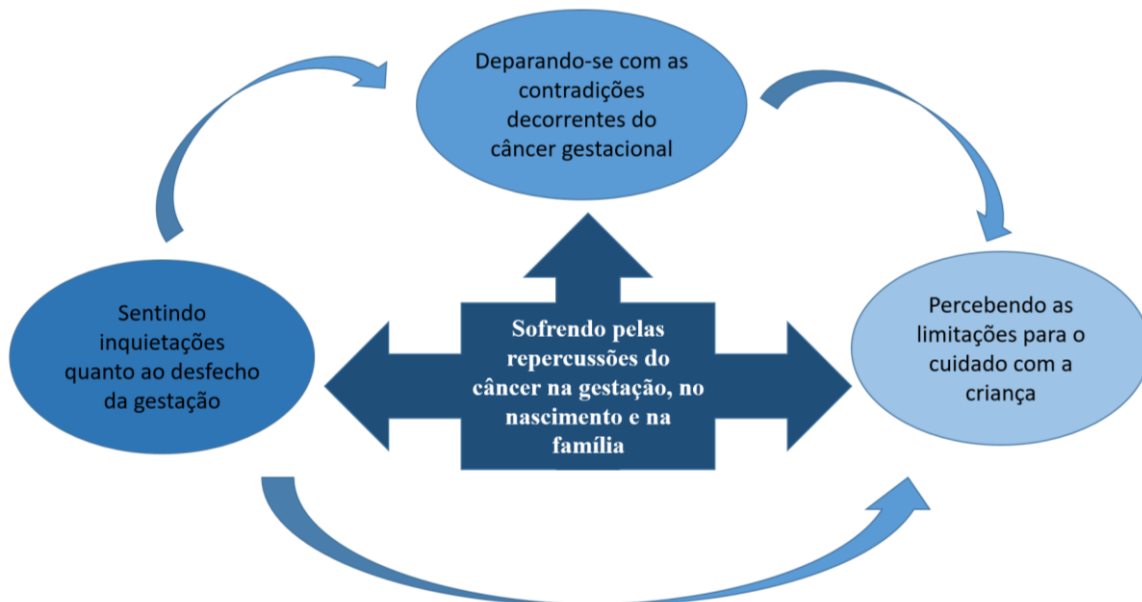 Deparando-se com as
contradições
decorrentes do
câncer gestacional
Sentindo
inquietações
quanto ao desfecho
da gestação
Sofrendo pelas
repercussões do
câncer na gestação, no
nascimento e na
família
Percebendo as
limitações para o
cuidado com a
criança